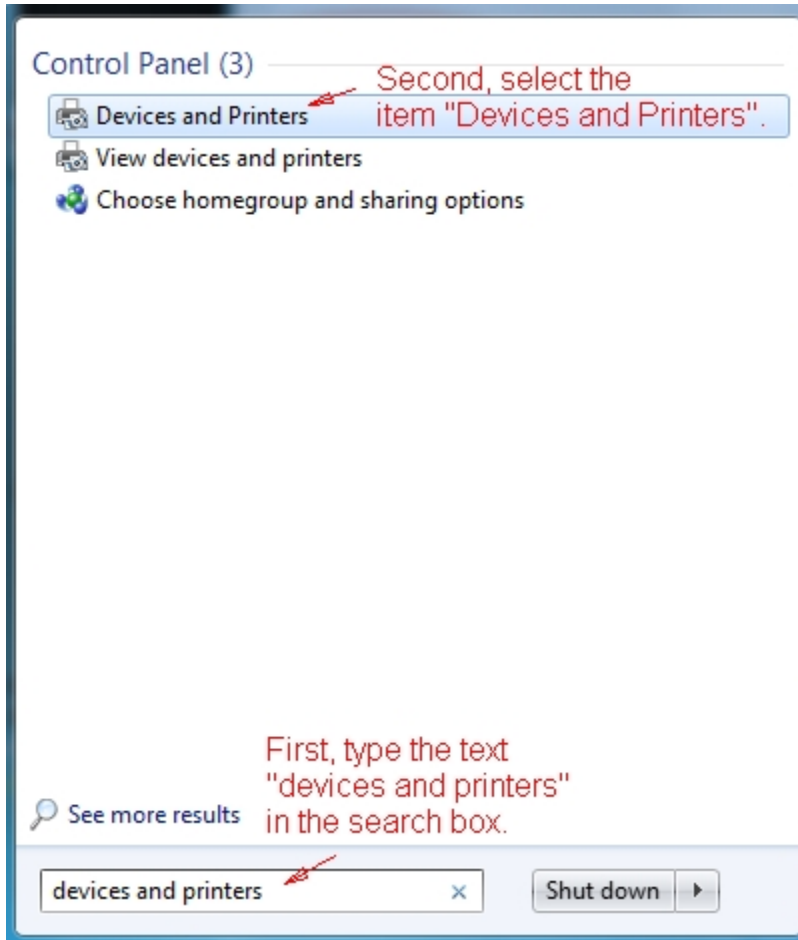 Control Panel (3)
Second, select the
item "Devices and Printers".
Devices and Printers
View devices and printers
Choose homegroup and sharing options
First, type the text
"devices and printers"
in the search box.
See more results
devices and printers
Shut down